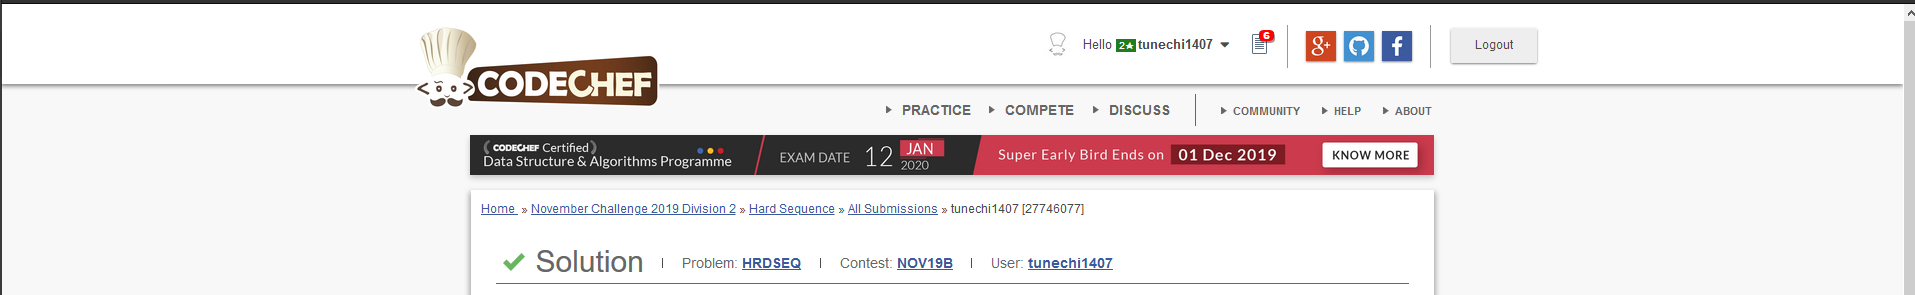 CODECHEF
Hello 2★ tunechi1407 6 g+ f Logout
PRACTICE COMPETE DISCUSS COMMUNITY HELP ABOUT
CODECHEF Certified
Data Structure & Algorithms Programme
EXAM DATE 12 JAN 2020
Super Early Bird Ends on 01 Dec 2019 KNOW MORE
Home » November Challenge 2019 Division 2 » Hard Sequence » All Submissions » tunechi1407 [27746077]
Solution | Problem: HRDSEQ | Contest: NOV19B | User: tunechi1407